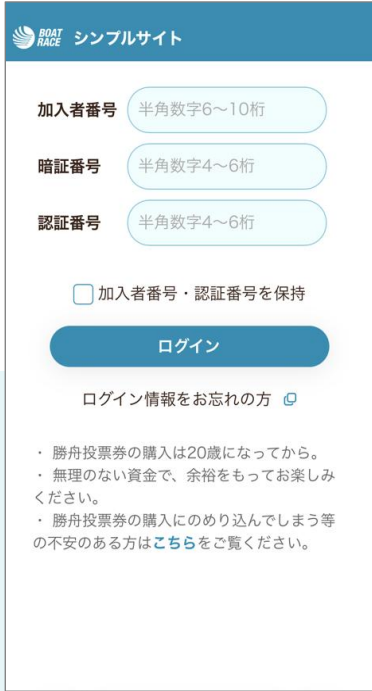 BOAT
RACE シンプルサイト
加入者番号 半角数字6〜10桁
暗証番号 半角数字4〜6桁
認証番号 半角数字4〜6桁
加入者番号・認証番号を保持
ログイン
ログイン情報をお忘れの方
・ 勝舟投票券の購入は20歳になってから。
・ 無理のない資金で、余裕をもってお楽しみ
ください。
・ 勝舟投票券の購入にのめり込んでしまう等
の不安のある方はこちらをご覧ください。